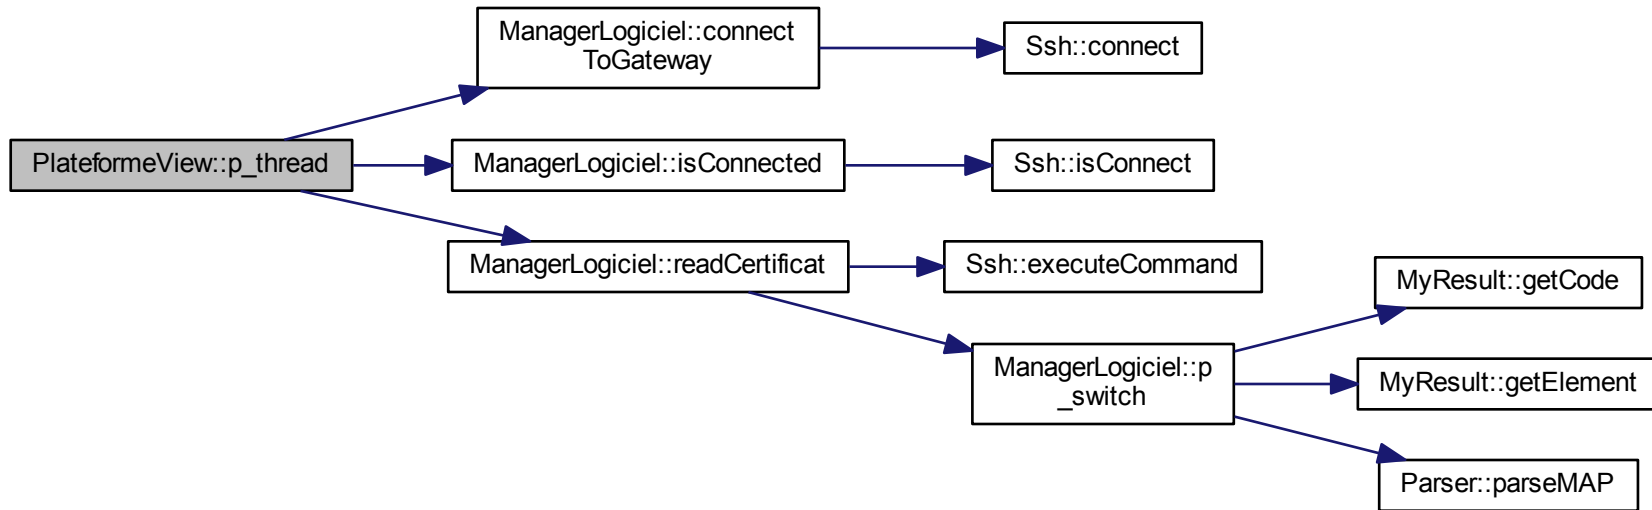 ManagerLogiciel::connect
ToGateway
Ssh::connect
PlateformeView::p_thread
ManagerLogiciel::isConnected
Ssh::isConnect
ManagerLogiciel::readCertificat
Ssh::executeCommand
MyResult::getCode
ManagerLogiciel::p
_switch
MyResult::getElement
Parser::parseMAP